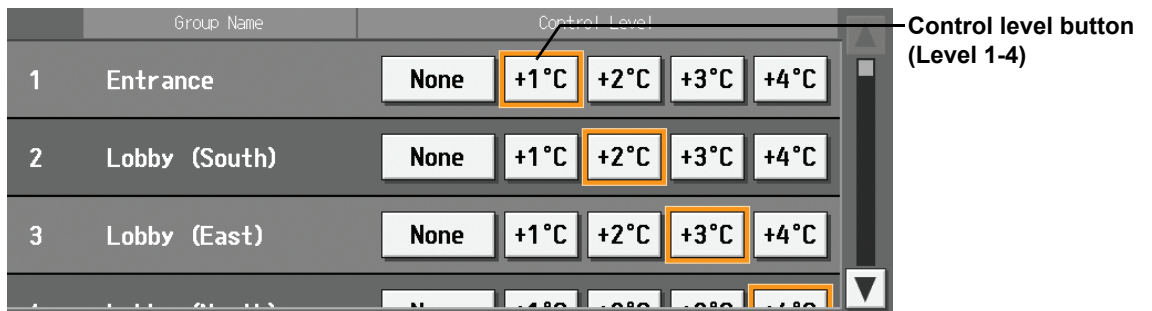 Group Name Control Level
Control level button
(Level 1-4)
1 Entrance None +1°C +2°C +3°C +4°C
2 Lobby (South) None +1°C +2°C +3°C +4°C
3 Lobby (East) None +1°C +2°C +3°C +4°C